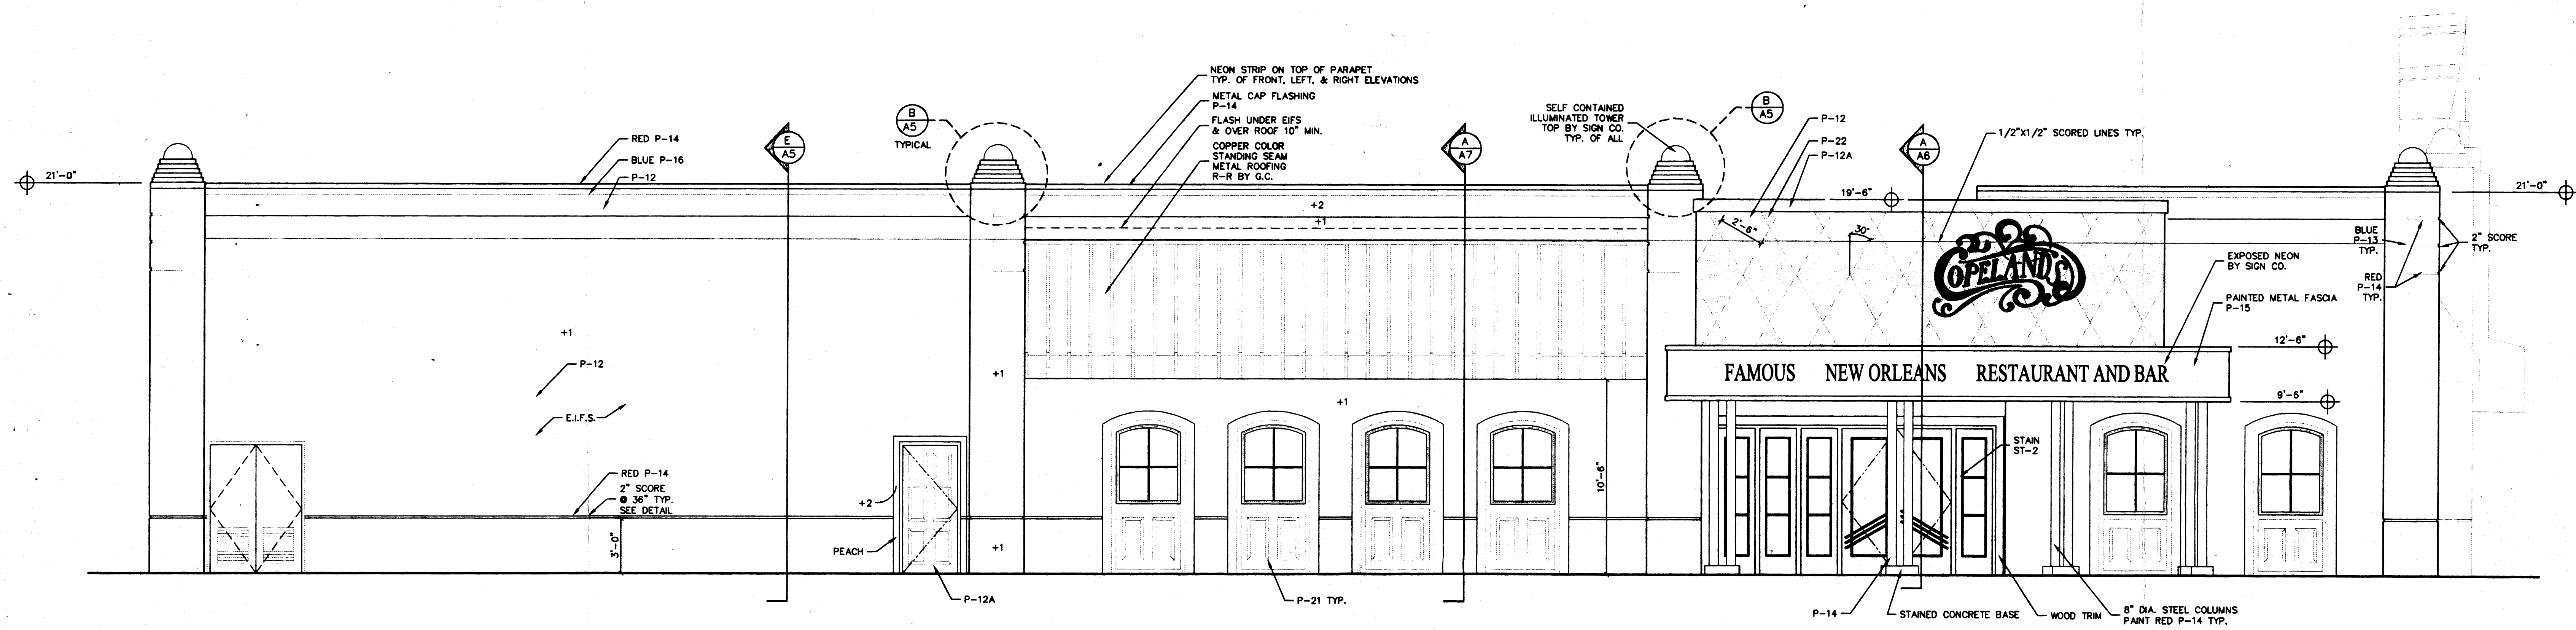 NEON STRIP ON TOP OF PARAPET
TYP. OF FRONT, LEFT, & RIGHT ELEVATIONS
METAL CAP FLASHING
P-14
FLASH UNDER EIFS
& OVER ROOF 10" MIN.
COPPER COLOR
STANDING SEAM
METAL ROOFING
R-R BY G.C.
B
A5
TYPICAL
E
A5
RED P-14
BLUE P-16
P-12
21'-0"
A
A7
SELF CONTAINED
ILLUMINATED TOWER
TOP BY SIGN CO.
TYP. OF ALL
B
A5
P-12
P-22
P-12A
A
A6
1/2"X1/2" SCORED LINES TYP.
19'-6"
21'-0"
+2
+1
2'-6"
30°
COPELAND'S
BLUE
P-13
TYP.
RED
P-14
TYP.
2" SCORE
TYP.
EXPOSED NEON
BY SIGN CO.
PAINTED METAL FASCIA
P-15
12'-6"
9'-6"
FAMOUS NEW ORLEANS RESTAURANT AND BAR
+1
P-12
E.I.F.S.
+1
+1
RED P-14
2" SCORE
@ 36" TYP.
SEE DETAIL
3'-0"
+2
PEACH
+1
10'-6"
STAIN
ST-2
P-12A
P-21 TYP.
P-14
STAINED CONCRETE BASE
WOOD TRIM
8" DIA. STEEL COLUMNS
PAINT RED P-14 TYP.